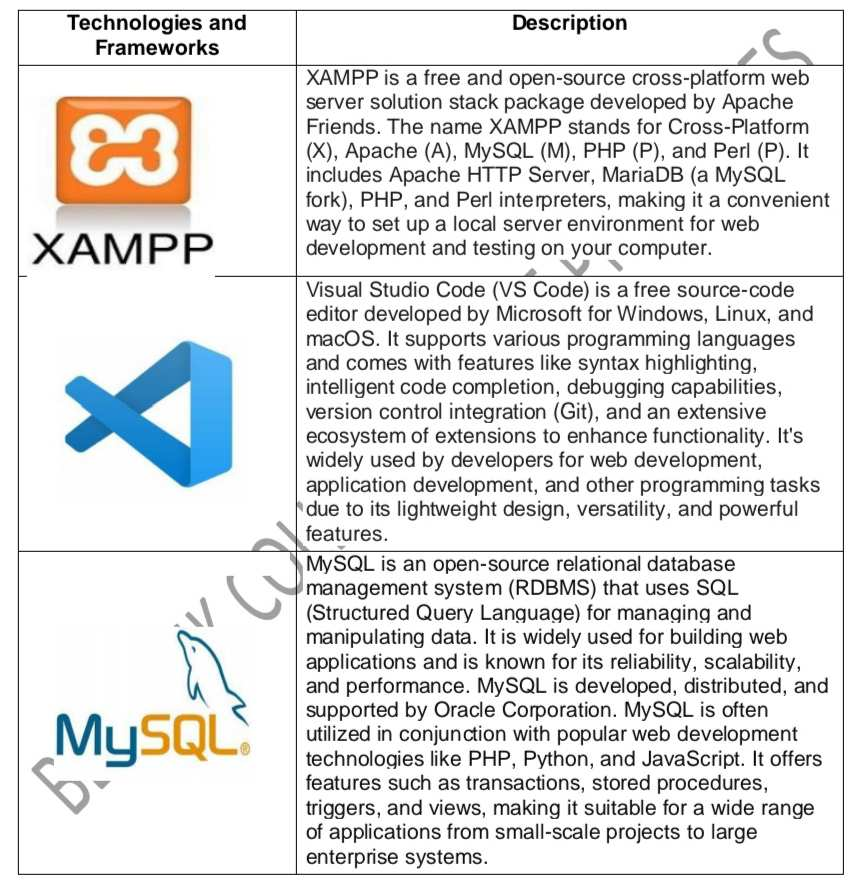 Technologies and
Frameworks
Description
XAMPP
XAMPP is a free and open-source cross-platform web
server solution stack package developed by Apache
Friends. The name XAMPP stands for Cross-Platform
(X), Apache (A), MySQL (M), PHP (P), and Perl (P). It
includes Apache HTTP Server, MariaDB (a MySQL
fork), PHP, and Perl interpreters, making it a convenient
way to set up a local server environment for web
development and testing on your computer.
Visual Studio Code (VS Code) is a free source-code
editor developed by Microsoft for Windows, Linux, and
macOS. It supports various programming languages
and comes with features like syntax highlighting,
intelligent code completion, debugging capabilities,
version control integration (Git), and an extensive
ecosystem of extensions to enhance functionality. It's
widely used by developers for web development,
application development, and other programming tasks
due to its lightweight design, versatility, and powerful
features.
MySQL®
MySQL is an open-source relational database
management system (RDBMS) that uses SQL
(Structured Query Language) for managing and
manipulating data. It is widely used for building web
applications and is known for its reliability, scalability,
and performance. MySQL is developed, distributed, and
supported by Oracle Corporation. MySQL is often
utilized in conjunction with popular web development
technologies like PHP, Python, and JavaScript. It offers
features such as transactions, stored procedures,
triggers, and views, making it suitable for a wide range
of applications from small-scale projects to large
enterprise systems.